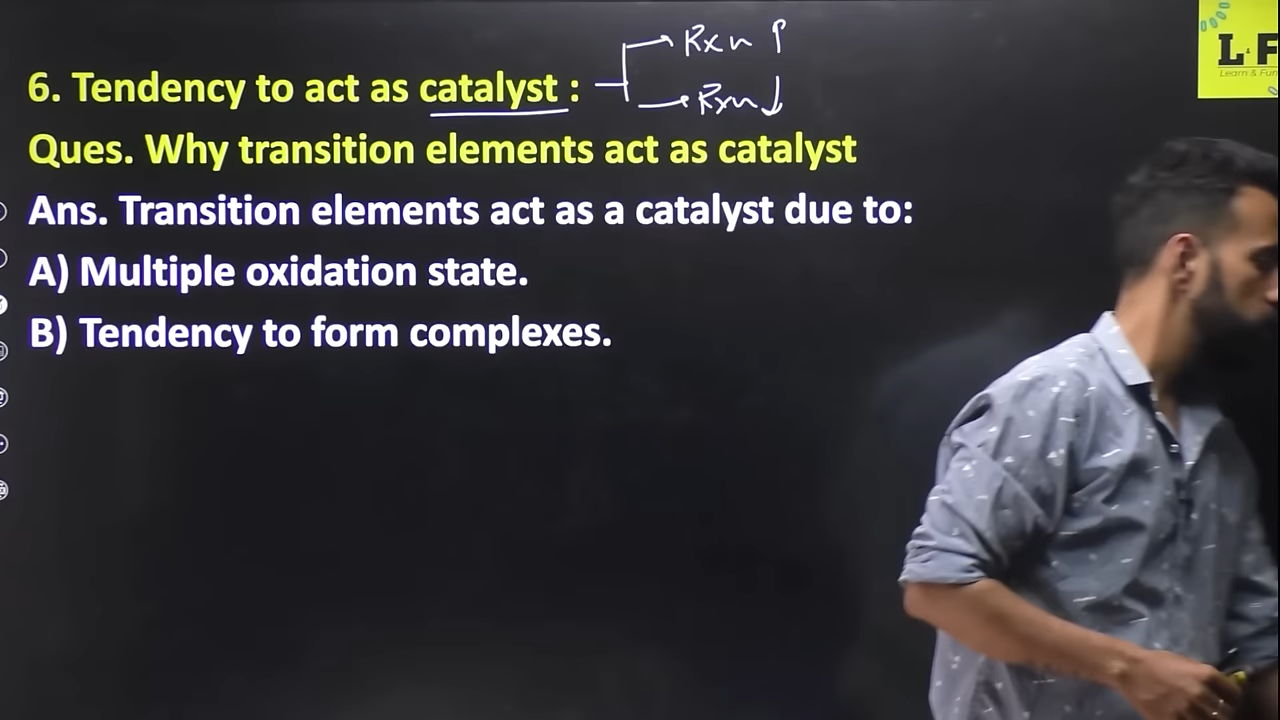 Rxn ↑
6. Tendency to act as catalyst :
Rxn ↓
Ques. Why transition elements act as catalyst
Ans. Transition elements act as a catalyst due to:
A) Multiple oxidation state.
B) Tendency to form complexes.
L&F
Learn & Fun